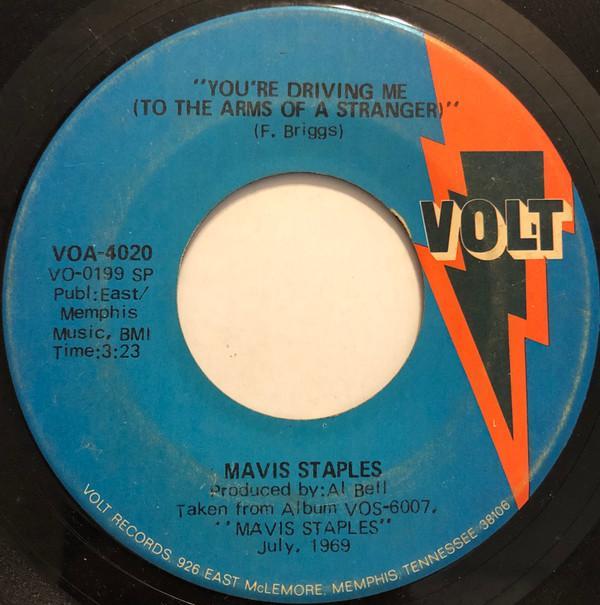 "YOU'RE DRIVING ME
(TO THE ARMS OF A STRANGER)"
(F. Briggs)
VOLT
VOA-4020
VO-0199 SP
Publ:East/
Memphis
Music, BMI
Time:3:23
MAVIS STAPLES
Produced by:Al Bell
Taken from Album VOS-6007,
"MAVIS STAPLES"
July, 1969
VOLT RECORDS, 926 EAST McLEMORE, MEMPHIS, TENNESSEE 38106